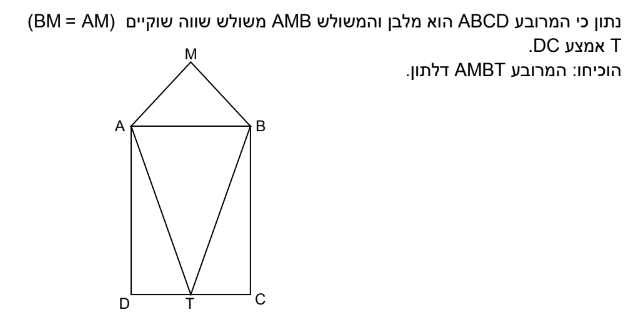 נתון כי המרובע ABCD הוא מלבן והמשולש AMB משולש שווה שוקיים (BM = AM)
T אמצע DC.
הוכיחו: המרובע AMBT דלתון.
M
A
B
D
T
C